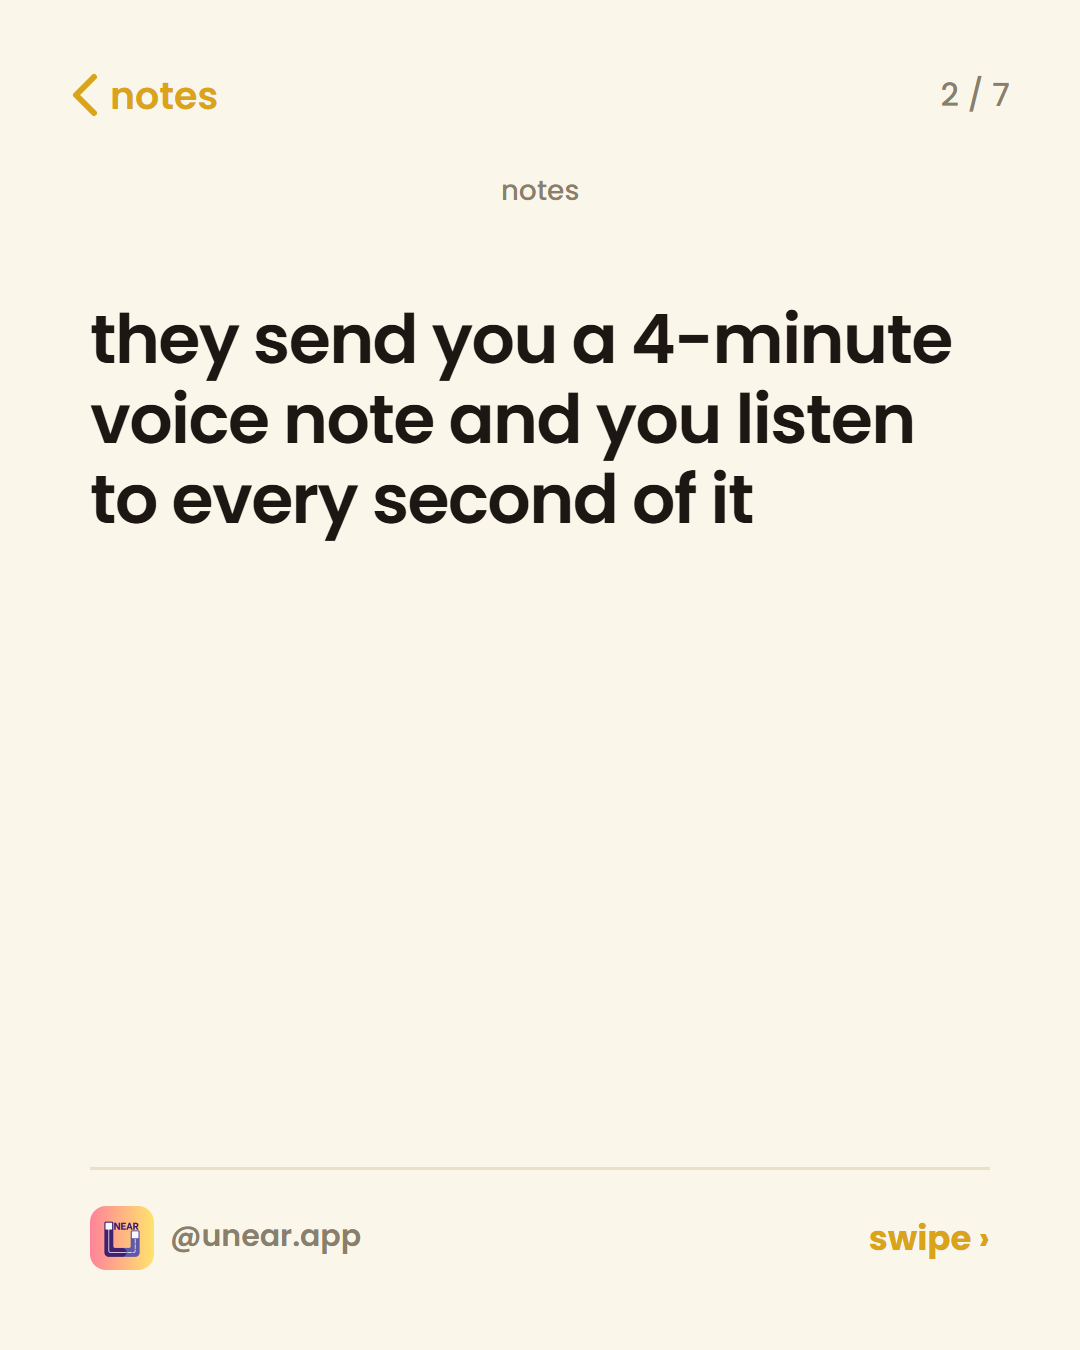 notes
2 / 7
notes
they send you a 4-minute
voice note and you listen
to every second of it
NEAR
@unear.app
swipe ›